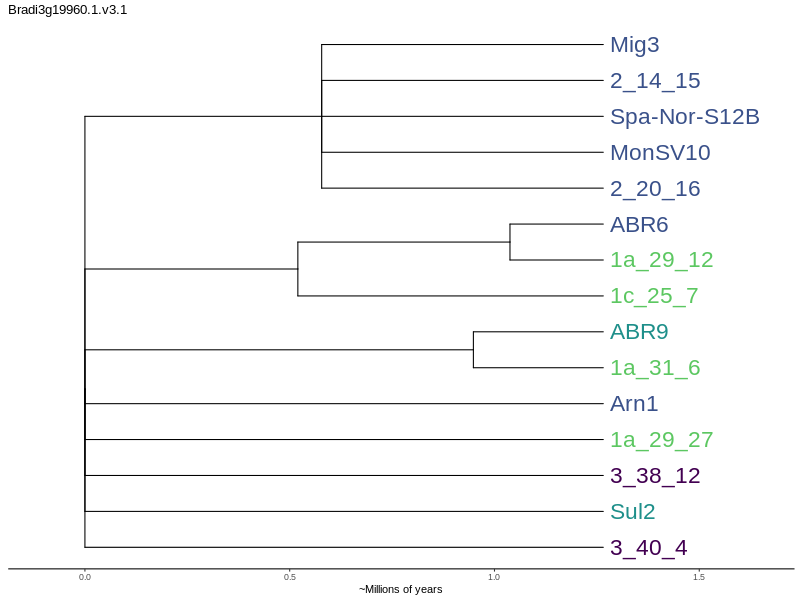 Bradi3g19960.1.v3.1
Mig3
2_14_15
Spa-Nor-S12B
MonSV10
2_20_16
ABR6
1a_29_12
1c_25_7
ABR9
1a_31_6
Arn1
1a_29_27
3_38_12
Sul2
3_40_4
0.0 0.5 1.0 1.5
~Millions of years